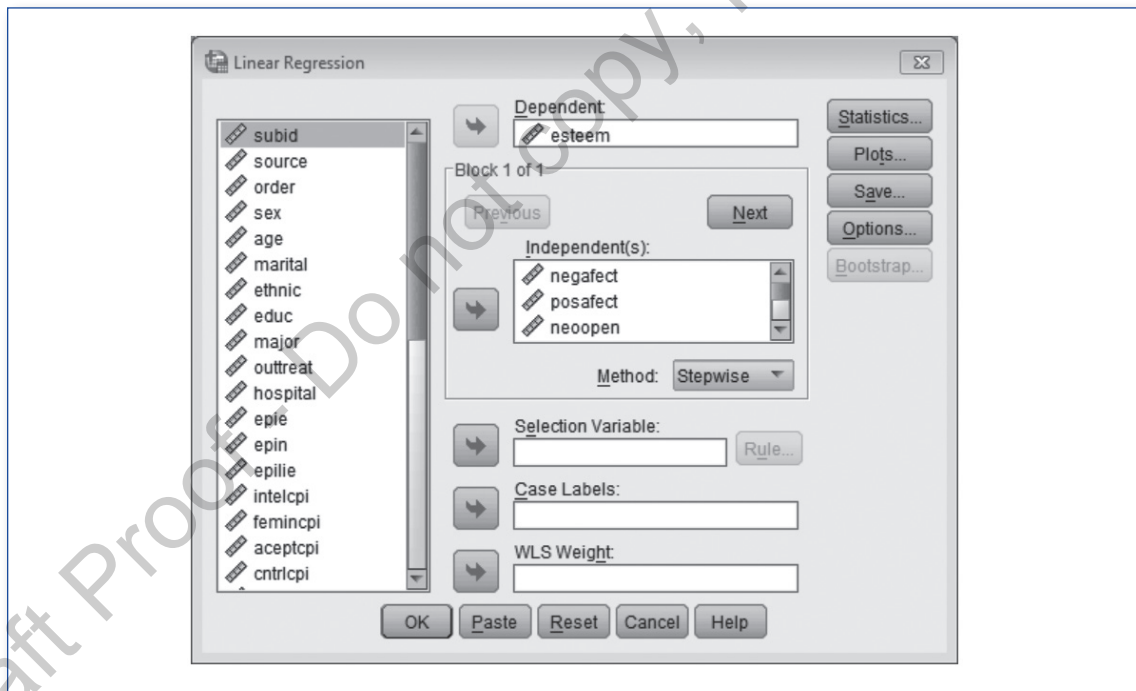 Linear Regression
subid
source
order
sex
age
marital
ethnic
educ
major
outtreat
hospital
epie
epin
epilie
intelcpi
femincpi
aceptcpi
cntrlcpi
Dependent:
esteem
Block 1 of 1
Previous
Next
Independent(s):
negafect
posafect
neoopen
Method: Stepwise
Selection Variable:
Rule...
Case Labels:
WLS Weight:
Statistics...
Plots...
Save...
Options...
Bootstrap...
OK Paste Reset Cancel Help
Proof - Do not copy,